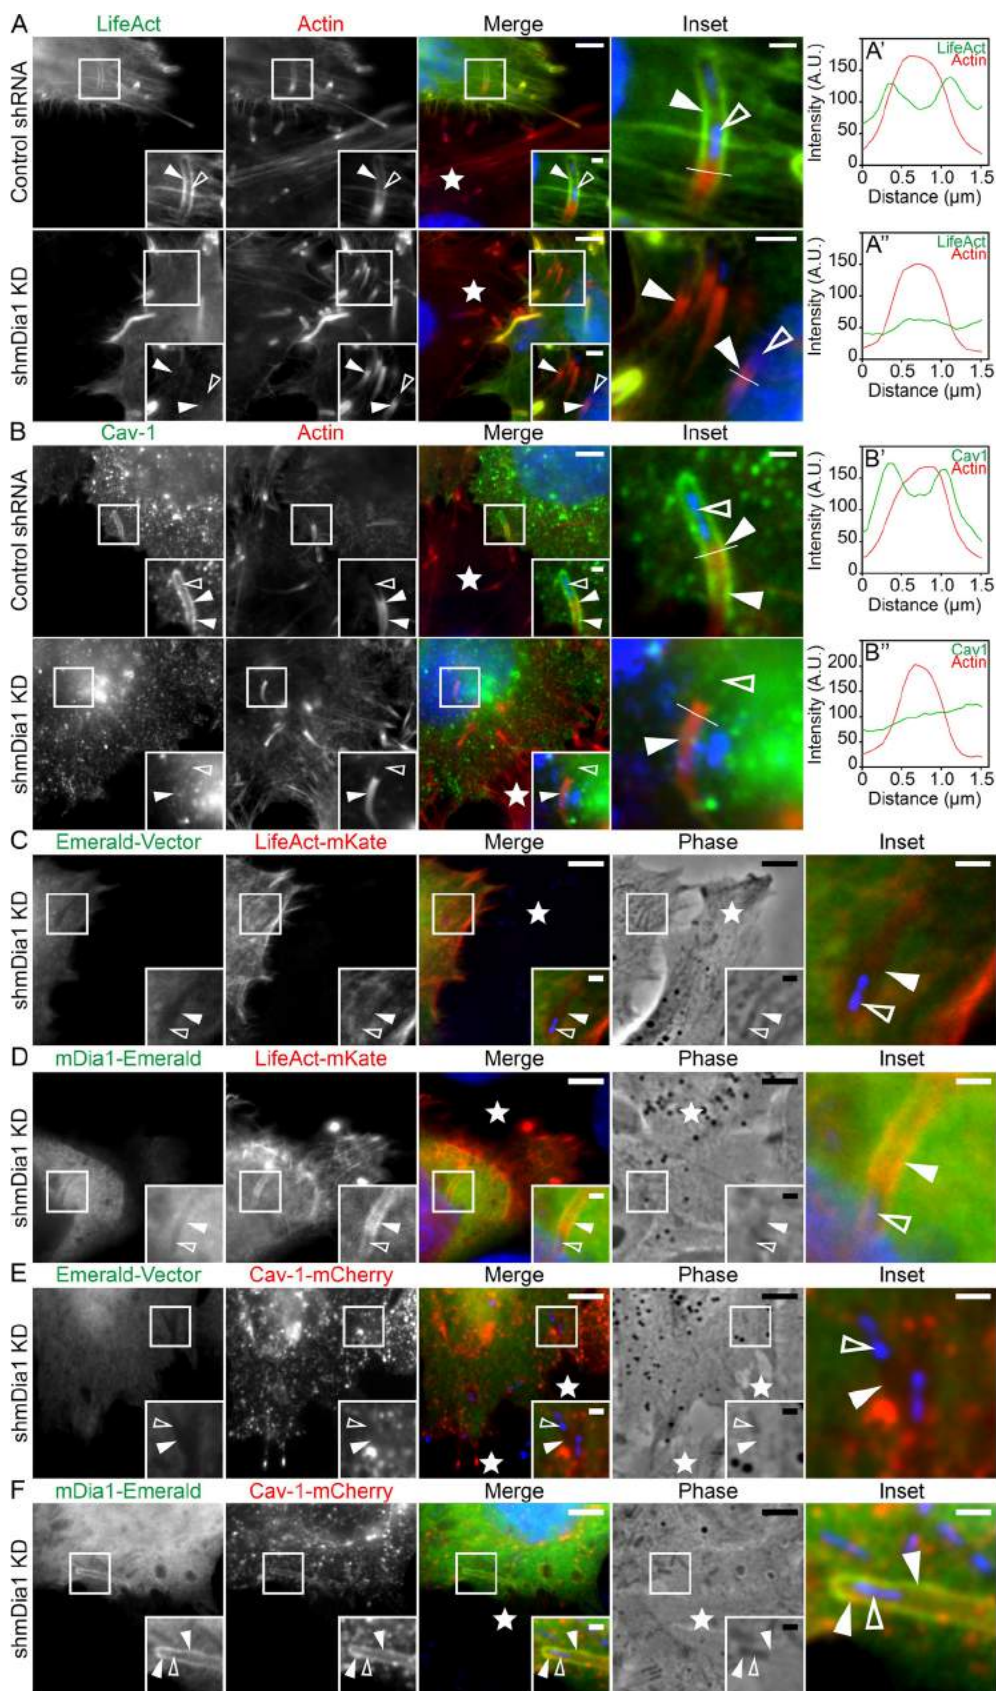 A LifeAct Actin Merge Inset
Control shRNA
A' LifeAct
Actin
Intensity (A.U.)
200
150
100
50
0
0 0.5 1.0 1.5
Distance (µm)
shmDia1 KD
A" LifeAct
Actin
Intensity (A.U.)
200
150
100
50
0
0 0.5 1.0 1.5
Distance (µm)
B Cav-1 Actin Merge Inset
Control shRNA
B' Cav1
Actin
Intensity (A.U.)
200
150
100
50
0
0 0.5 1.0 1.5
Distance (µm)
shmDia1 KD
B" Cav1
Actin
Intensity (A.U.)
200
150
100
50
0
0 0.5 1.0 1.5
Distance (µm)
C Emerald-Vector LifeAct-mKate Merge Phase Inset
shmDia1 KD
D mDia1-Emerald LifeAct-mKate Merge Phase Inset
shmDia1 KD
E Emerald-Vector Cav-1-mCherry Merge Phase Inset
shmDia1 KD
F mDia1-Emerald Cav-1-mCherry Merge Phase Inset
shmDia1 KD